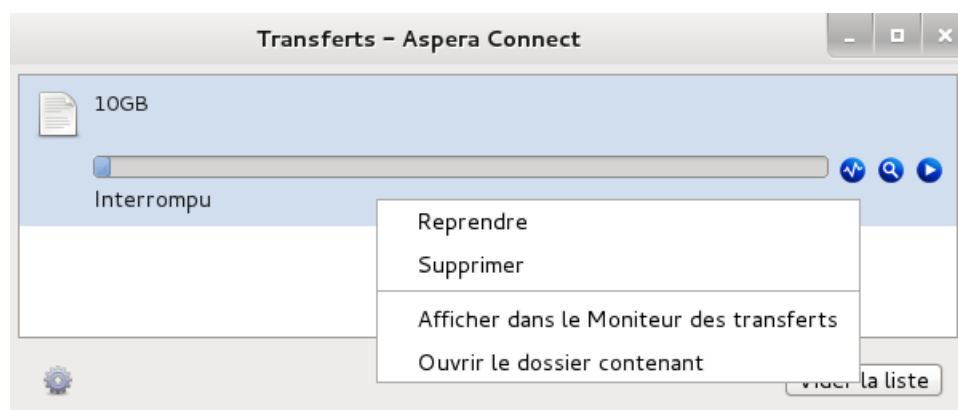 Transferts - Aspera Connect
10GB
Interrompu
Reprendre
Supprimer
Afficher dans le Moniteur des transferts
Ouvrir le dossier contenant
Vider la liste